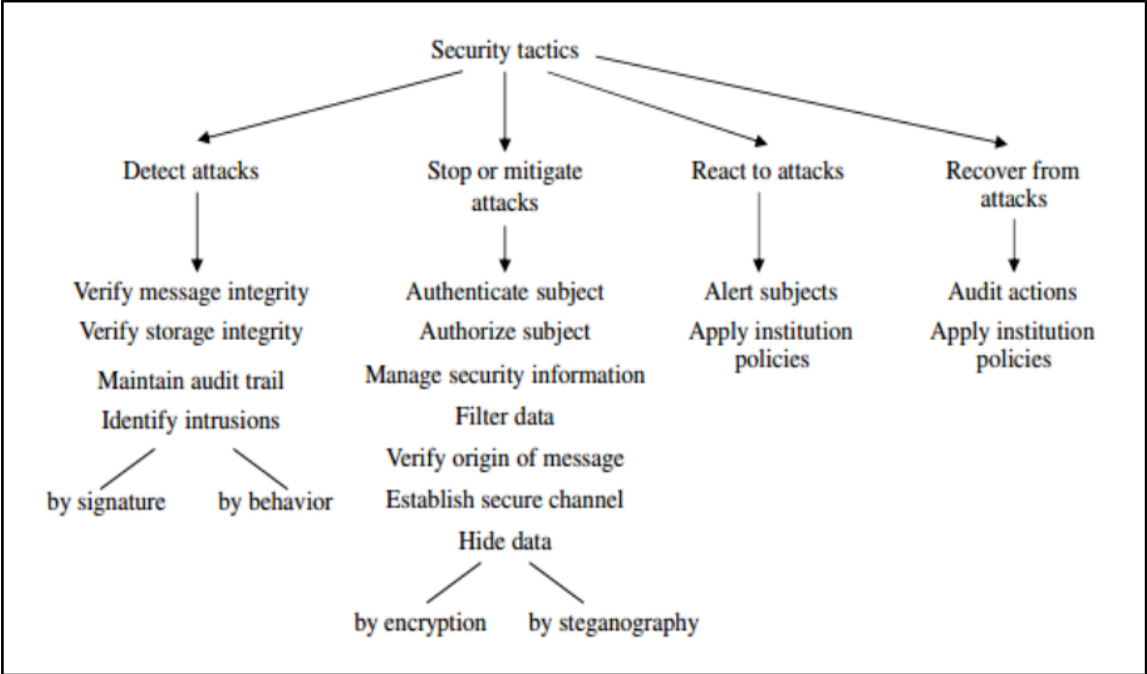 Security tactics
Detect attacks
Stop or mitigate
attacks
React to attacks
Recover from
attacks
Verify message integrity
Verify storage integrity
Maintain audit trail
Identify intrusions
by signature
by behavior
Authenticate subject
Authorize subject
Manage security information
Filter data
Verify origin of message
Establish secure channel
Hide data
by encryption
by steganography
Alert subjects
Apply institution
policies
Audit actions
Apply institution
policies